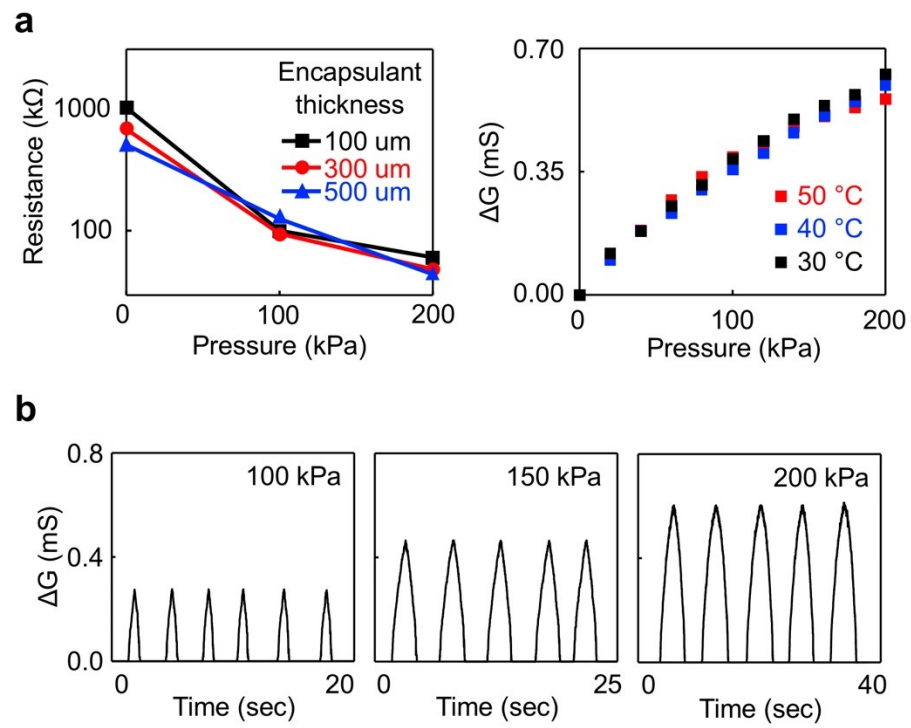 a
Resistance (kΩ)
1000
100
0
100
200
Pressure (kPa)
Encapsulant
thickness
100 um
300 um
500 um
ΔG (mS)
0.70
0.35
0.00
0
100
200
Pressure (kPa)
50 °C
40 °C
30 °C
b
ΔG (mS)
0.8
0.4
0.0
100 kPa
0
20
Time (sec)
150 kPa
0
25
Time (sec)
200 kPa
0
40
Time (sec)